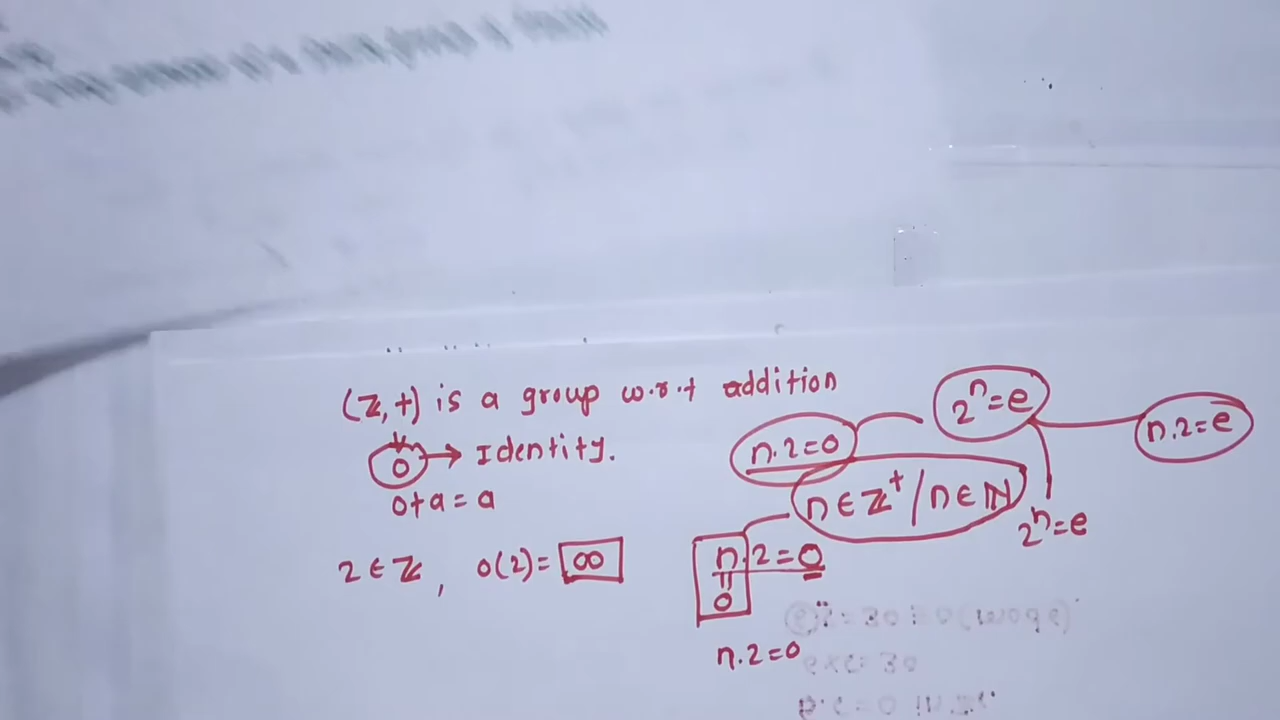 (ℤ,+) is a group w.r.t addition
0 → Identity.
0+a=a
2 ∈ ℤ, o(2)= ∞
2ⁿ=e
n.2=e
n.2=0
n∈ℤ⁺/n∈ℕ
2ⁿ=e
n.2=0
0
n.2=0